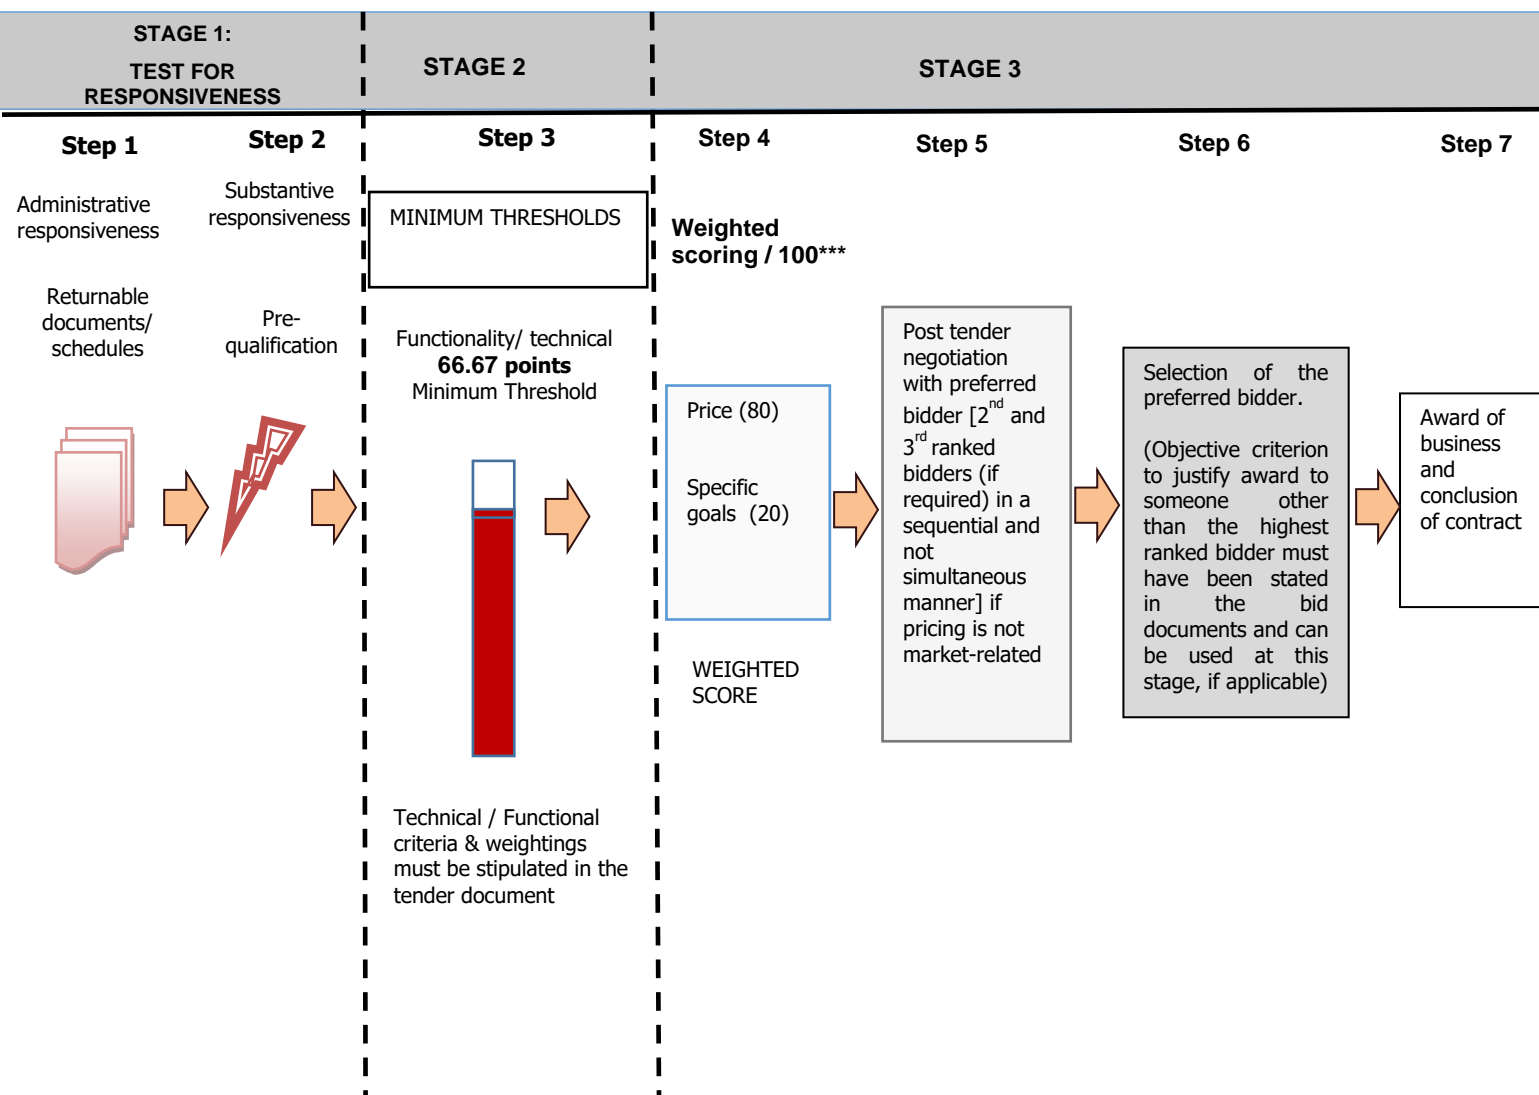 STAGE 1:
TEST FOR
RESPONSIVENESS
STAGE 2
STAGE 3
Step 1
Step 2
Step 3
Step 4
Step 5
Step 6
Step 7
Administrative
responsiveness
Returnable
documents/
schedules
Substantive
responsiveness
Pre-
qualification
MINIMUM THRESHOLDS
Functionality/ technical
66.67 points
Minimum Threshold
Technical / Functional
criteria & weightings
must be stipulated in the
tender document
Weighted
scoring / 100***
Price (80)
Specific
goals (20)
WEIGHTED
SCORE
Post tender
negotiation
with preferred
bidder [2nd and
3rd ranked
bidders (if
required) in a
sequential and
not
simultaneous
manner] if
pricing is not
market-related
Selection of the
preferred bidder.
(Objective criterion
to justify award to
someone other
than the highest
ranked bidder must
have been stated
in the bid
documents and can
be used at this
stage, if applicable)
Award of
business
and
conclusion
of contract